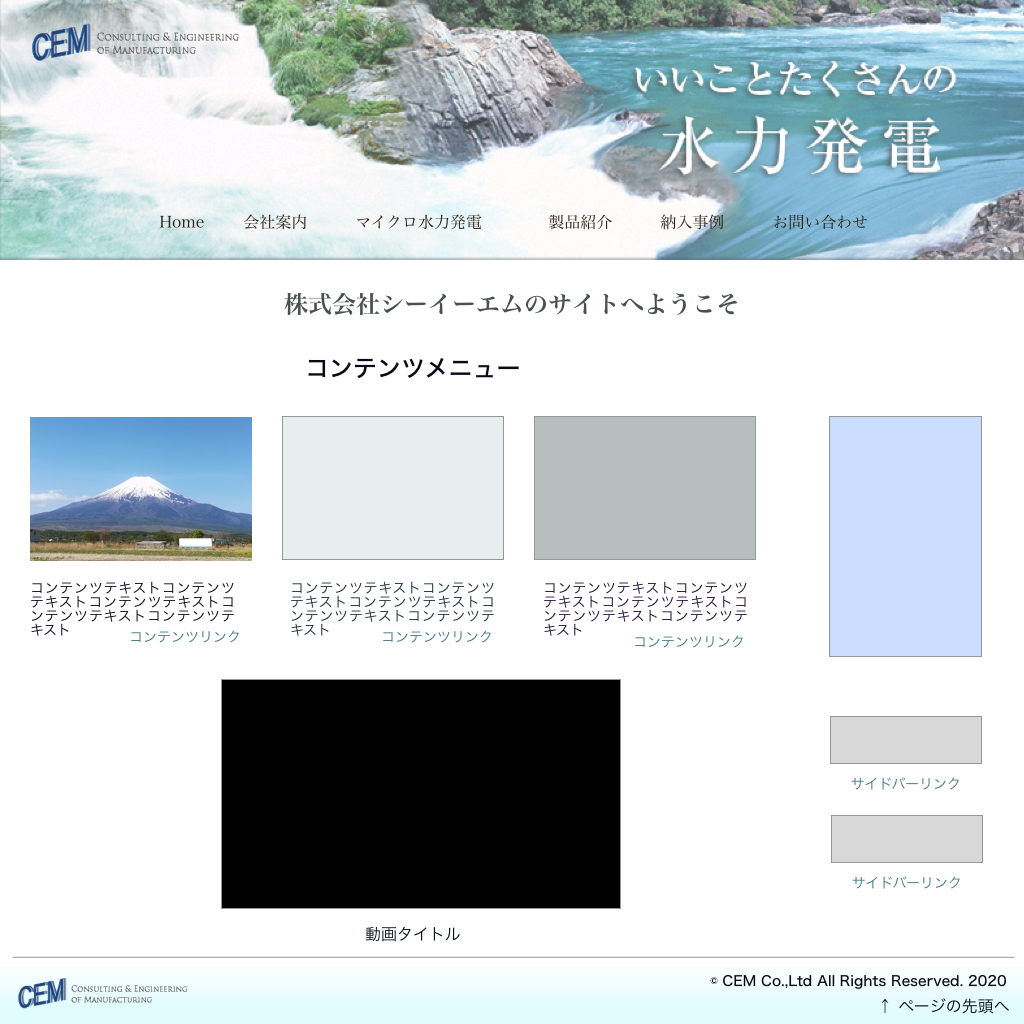 CEM CONSULTING & ENGINEERING
OF MANUFACTURING
いいことたくさんの
水力発電
Home 会社案内 マイクロ水力発電 製品紹介 納入事例 お問い合わせ
株式会社シーイーエムのサイトへようこそ
コンテンツメニュー
コンテンツテキストコンテンツ
テキストコンテンツテキストコ
ンテンツテキストコンテンツテ
キスト
コンテンツリンク
コンテンツテキストコンテンツ
テキストコンテンツテキストコ
ンテンツテキストコンテンツテ
キスト
コンテンツリンク
コンテンツテキストコンテンツ
テキストコンテンツテキストコ
ンテンツテキストコンテンツテ
キスト
コンテンツリンク
サイドバーリンク
サイドバーリンク
動画タイトル
CEM CONSULTING & ENGINEERING
OF MANUFACTURING
© CEM Co.,Ltd All Rights Reserved. 2020
↑ ページの先頭へ